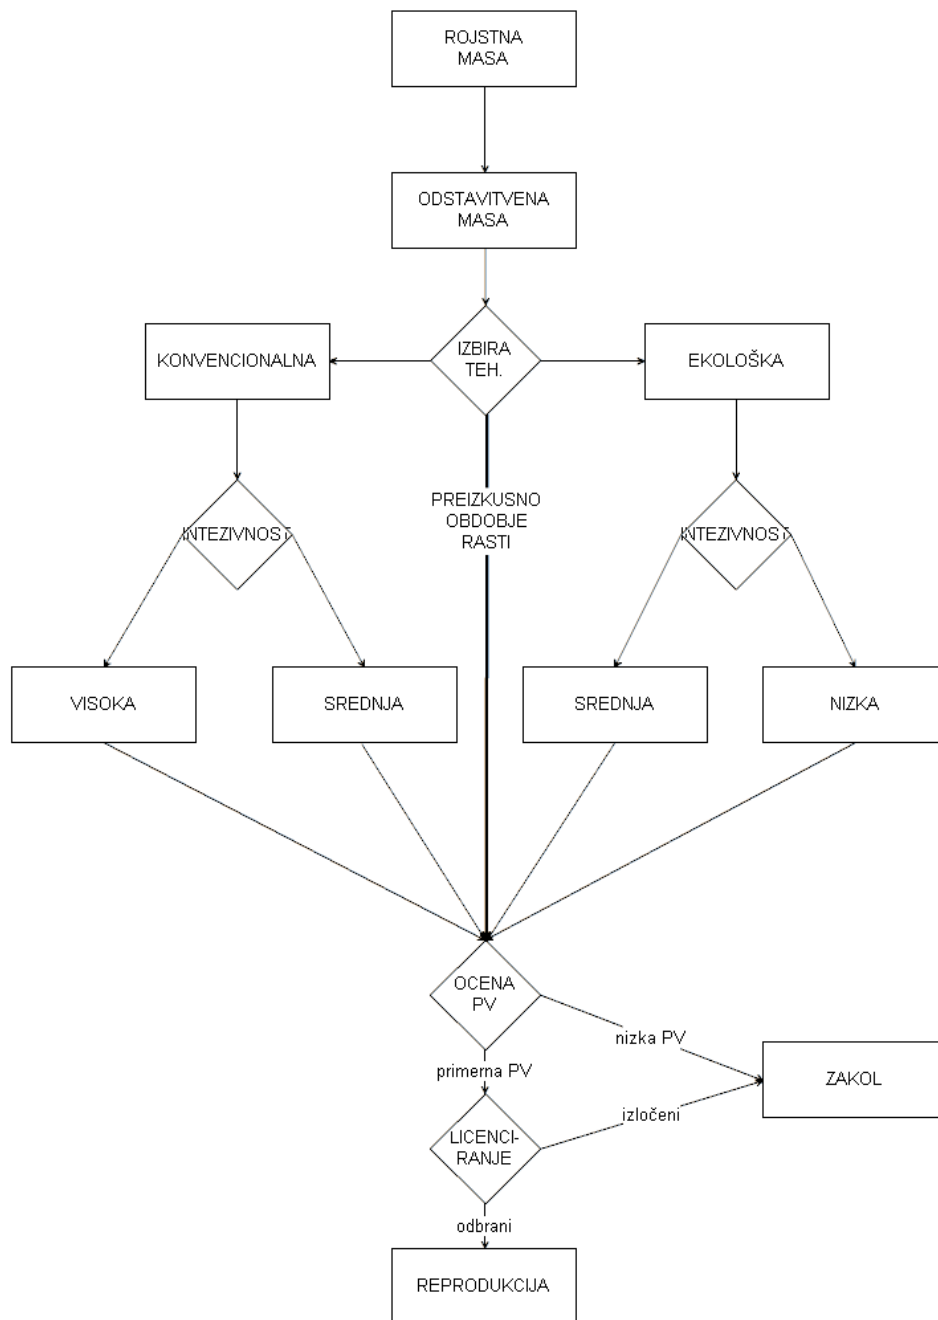 ROJSTNA
MASA
ODSTAVITVENA
MASA
KONVENCIONALNA
IZBIRA
TEH.
EKOLOŠKA
PREIZKUSNO
OBDOBJE
RASTI
INTEZIVNOST
INTEZIVNOST
VISOKA
SREDNJA
SREDNJA
NIZKA
OCENA
PV
nizka PV
primerna PV
ZAKOL
izločeni
LICENCI-
RANJE
odbrani
REPRODUKCIJA